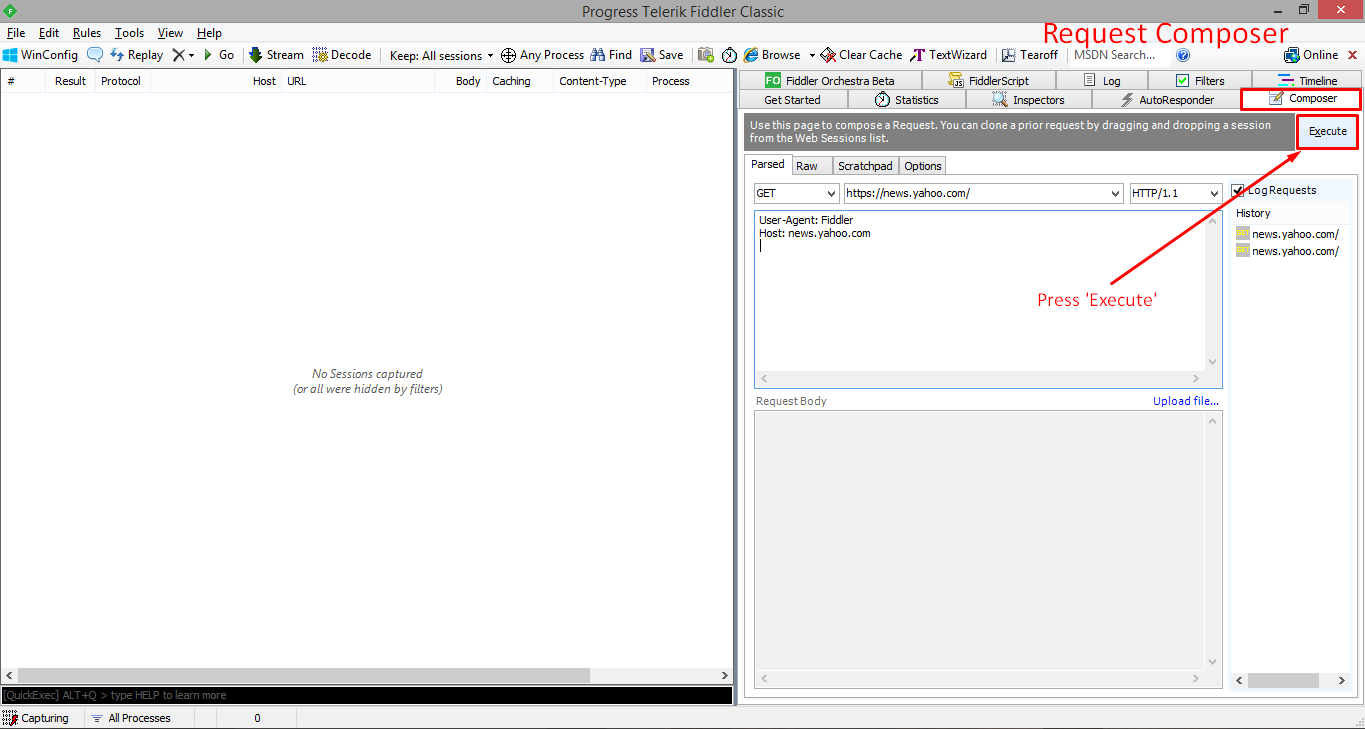 Progress Telerik Fiddler Classic
File Edit Rules Tools View Help
Request Composer
WinConfig Replay Go Stream Decode Keep: All sessions Any Process Find Save Browse Clear Cache TextWizard Tearoff MSDN Search... Online
# Result Protocol Host URL Body Caching Content-Type Process
FO Fiddler Orchestra Beta FiddlerScript Log Filters Timeline
Get Started Statistics Inspectors AutoResponder Composer
Use this page to compose a Request. You can clone a prior request by dragging and dropping a session
from the Web Sessions list.
Execute
Parsed Raw Scratchpad Options
GET https://news.yahoo.com/ HTTP/1.1
Log Requests
User-Agent: Fiddler
Host: news.yahoo.com
History
news.yahoo.com/
news.yahoo.com/
Press 'Execute'
No Sessions captured
(or all were hidden by filters)
Request Body Upload file...
[QuickExec] ALT+Q > type HELP to learn more
Capturing All Processes 0